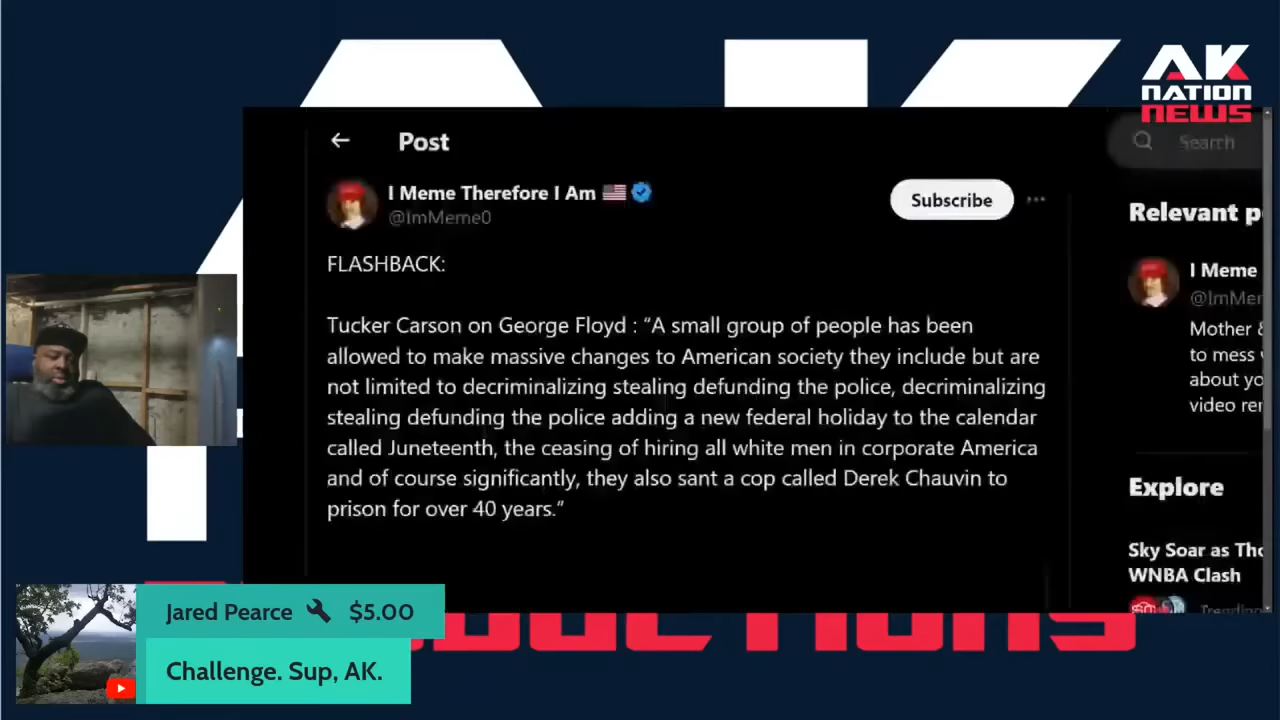 AK
NATION
NEWS
Post
Search
I Meme Therefore I Am
@ImMeme0
Subscribe
FLASHBACK:
Tucker Carson on George Floyd : “A small group of people has been
allowed to make massive changes to American society they include but are
not limited to decriminalizing stealing defunding the police, decriminalizing
stealing defunding the police adding a new federal holiday to the calendar
called Juneteenth, the ceasing of hiring all white men in corporate America
and of course significantly, they also sant a cop called Derek Chauvin to
prison for over 40 years.”
Relevant p
I Meme
@ImMer
Mother &
to mess
about yo
video rer
Explore
Sky Soar as Tho
WNBA Clash
Trending
Jared Pearce $5.00
Challenge. Sup, AK.